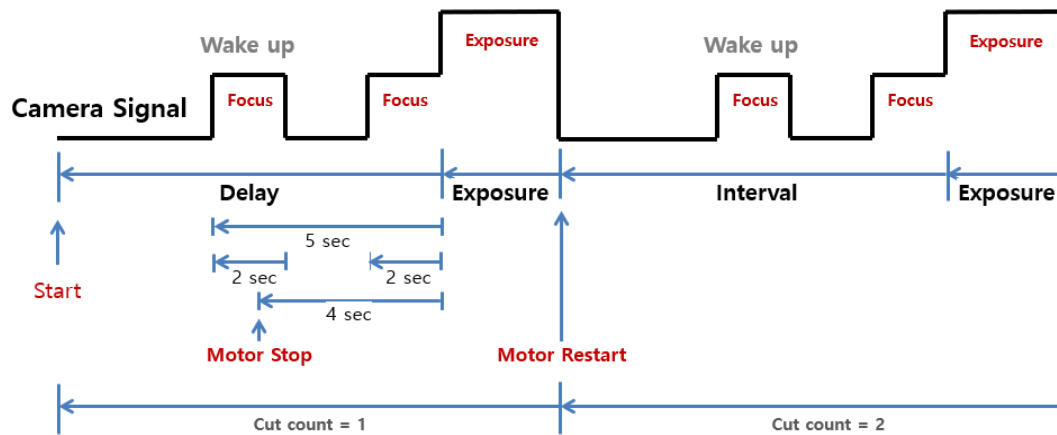 Wake up
Exposure
Wake up
Exposure
Focus
Focus
Focus
Focus
Camera Signal
Delay
Exposure
Interval
Exposure
5 sec
2 sec
2 sec
Start
4 sec
Motor Stop
Motor Restart
Cut count = 1
Cut count = 2